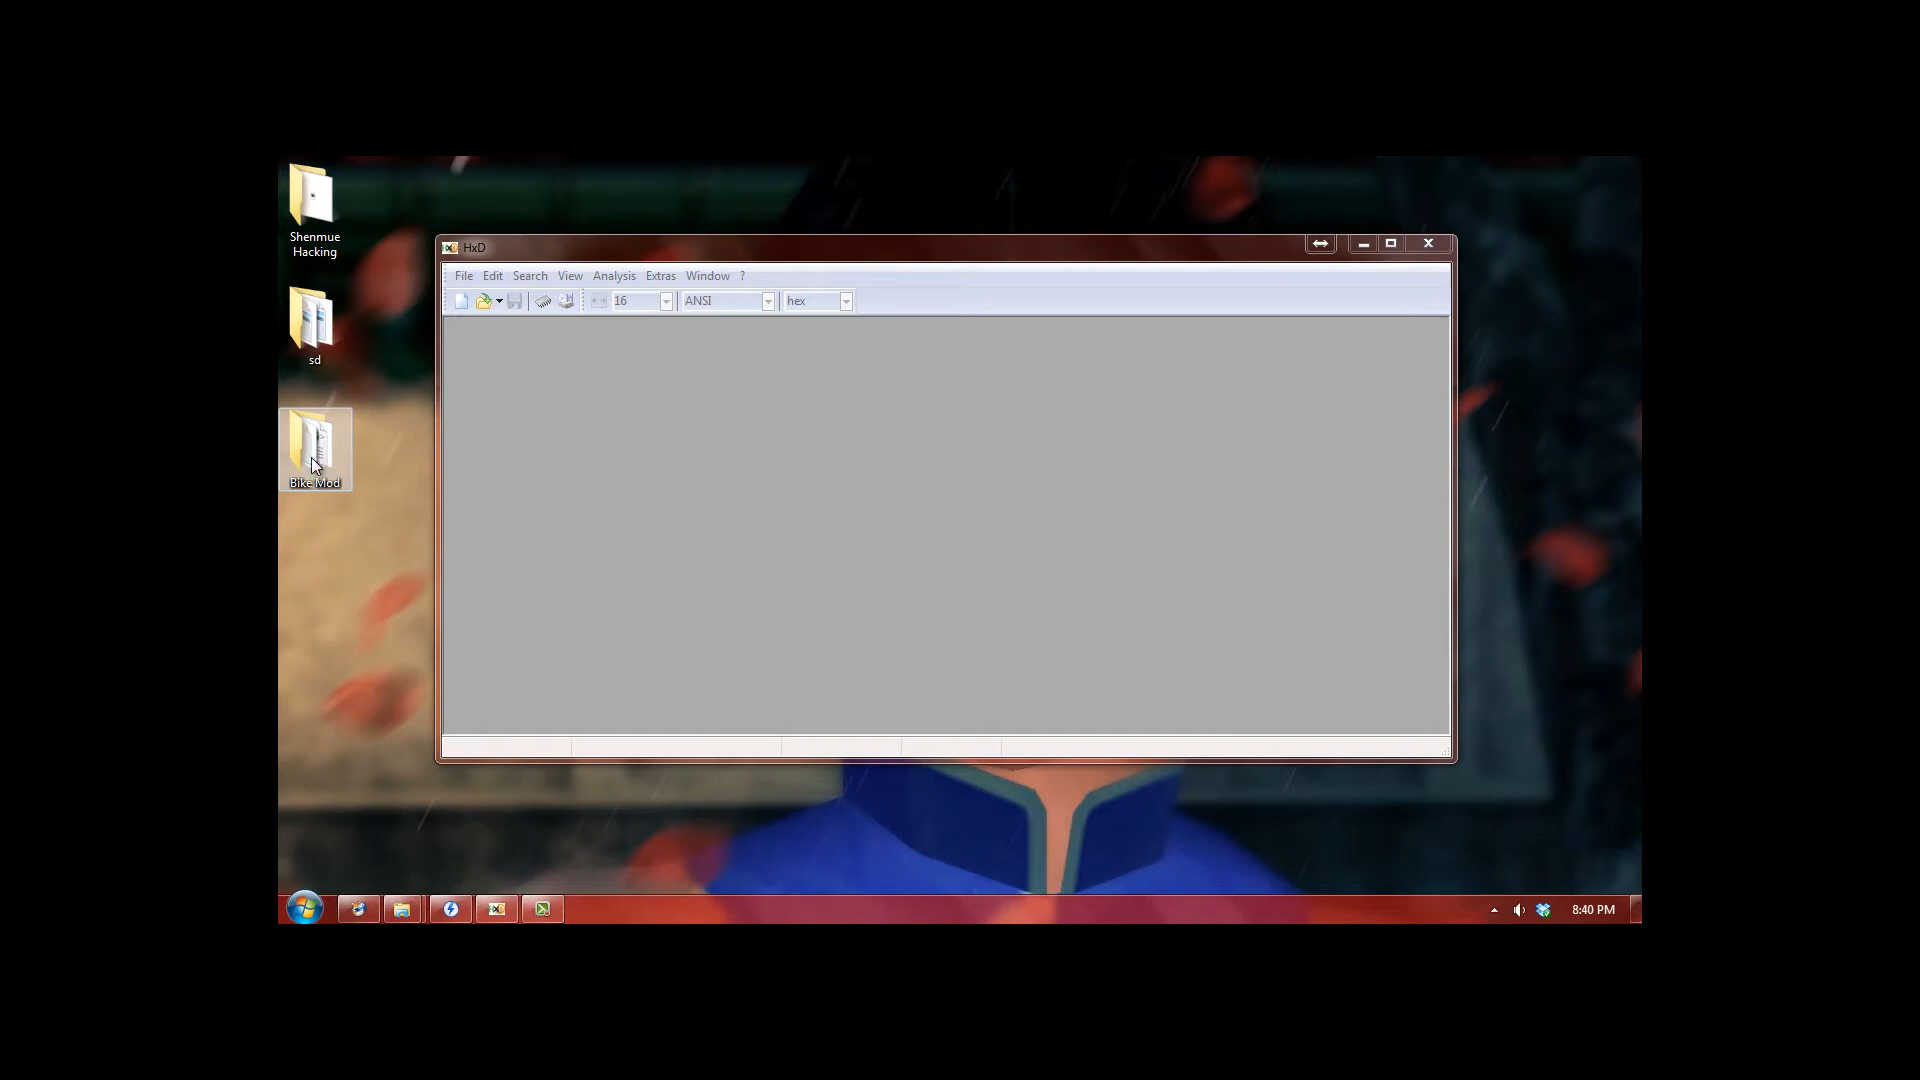 Shenmue
Hacking
sd
Bike Mod
HxD
File Edit Search View Analysis Extras Window ?
16 ANSI hex
8:40 PM